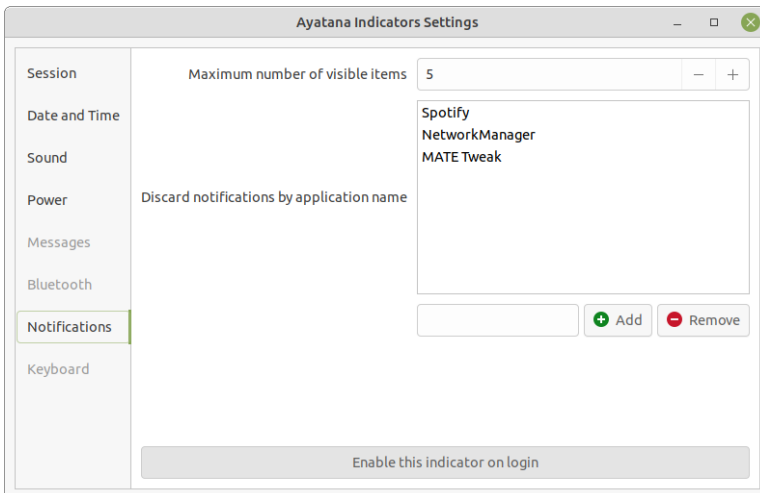 Ayatana Indicators Settings
Session
Date and Time
Sound
Power
Messages
Bluetooth
Notifications
Keyboard
Maximum number of visible items 5
Discard notifications by application name
Spotify
NetworkManager
MATE Tweak
Add Remove
Enable this indicator on login